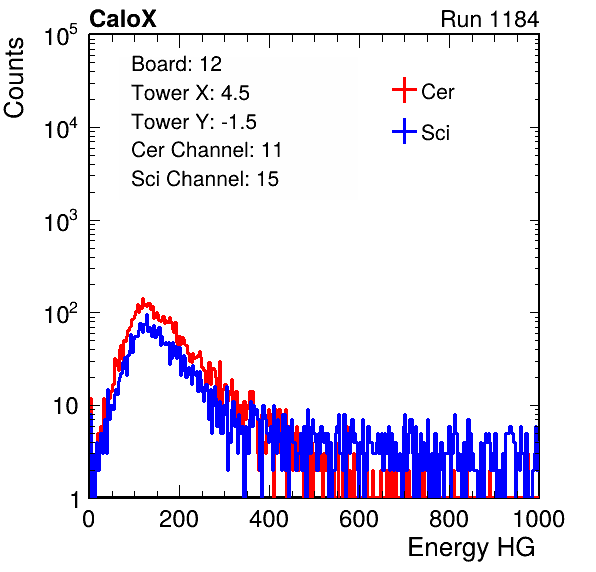 CaloX Run 1184
Counts
10^5
10^4
10^3
10^2
10
1
Board: 12
Tower X: 4.5
Tower Y: -1.5
Cer Channel: 11
Sci Channel: 15
Cer
Sci
0 200 400 600 800 1000
Energy HG